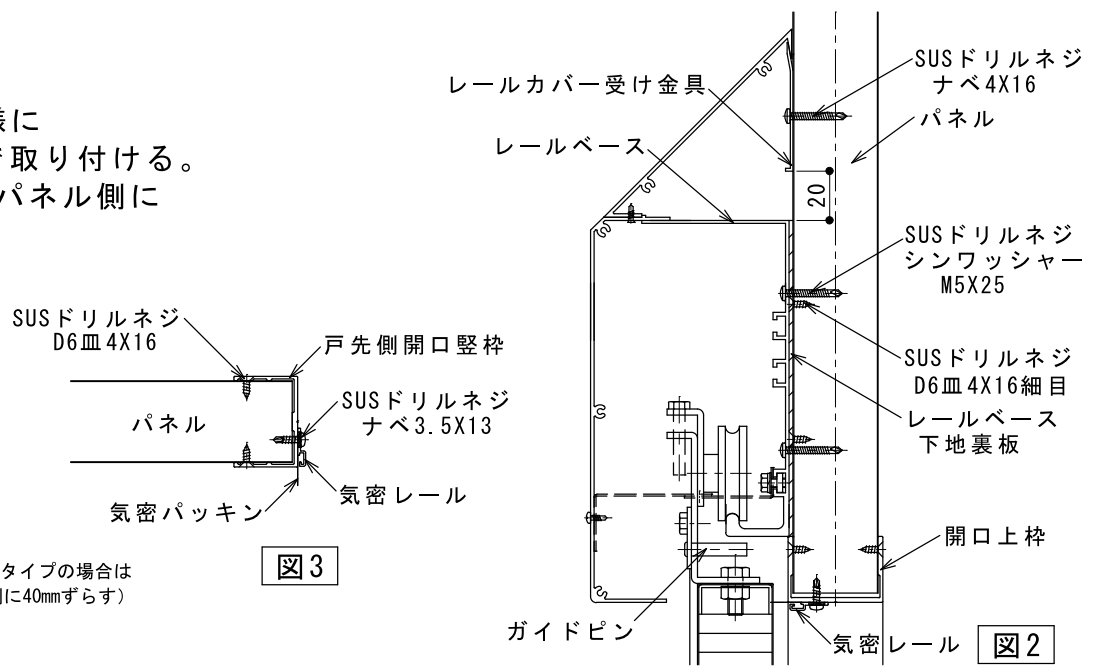 様に
取り付ける。
パネル側に
SUSドリルネジ
D6皿4X16
戸先側開口竪枠
パネル
SUSドリルネジ
ナベ3.5X13
気密パッキン
気密レール
図3
タイプの場合は
に40mmずらす）
レールカバー受け金具
レールベース
SUSドリルネジ
ナベ4X16
パネル
20
SUSドリルネジ
シンワッシャー
M5X25
SUSドリルネジ
D6皿4X16細目
レールベース
下地裏板
開口上枠
ガイドピン
気密レール
図2